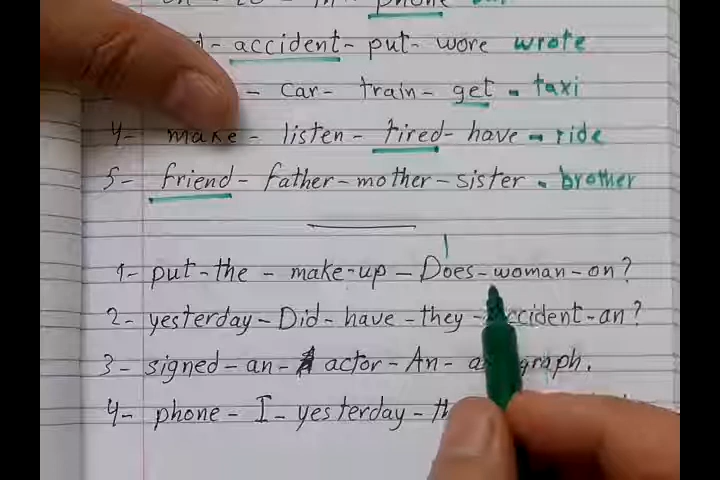 phone
accident - put - wore wrote
- car - train - get - taxi
4- make - listen - tired - have - ride
5- friend - father - mother - sister - brother
1- put - the - make-up - Does - woman - on?
2- yesterday - Did - have - they - accident - an?
3- signed - an - actor - An -
4- phone - I - yesterday -